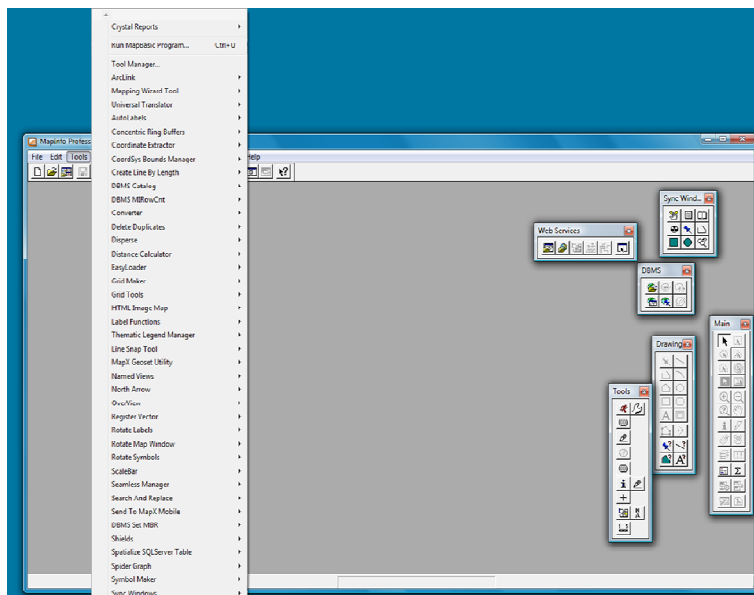 Crystal Reports
Run MapBasic Program... Ctrl+U
Tool Manager...
ArcLink
Mapping Wizard Tool
Universal Translator
AutoLabels
Concentric Ring Buffers
Coordinate Extractor
CoordSys Bounds Manager
Create Line By Length
DBMS Catalog
DBMS MIRowCnt
Converter
Delete Duplicates
Disperse
Distance Calculator
EasyLoader
Grid Maker
Grid Tools
HTML Image Map
Label Functions
Thematic Legend Manager
Line Snap Tool
MapX Geoset Utility
Named Views
North Arrow
OverView
Register Vector
Rotate Labels
Rotate Map Window
Rotate Symbols
ScaleBar
Seamless Manager
Search And Replace
Send To MapX Mobile
DBMS Set MBR
Shields
Spatialize SQLServer Table
Spider Graph
Symbol Maker
Sync Windows
MapInfo Profess
File Edit Tools
Help
Sync Wind...
Web Services
DBMS
Main
Drawing
Tools